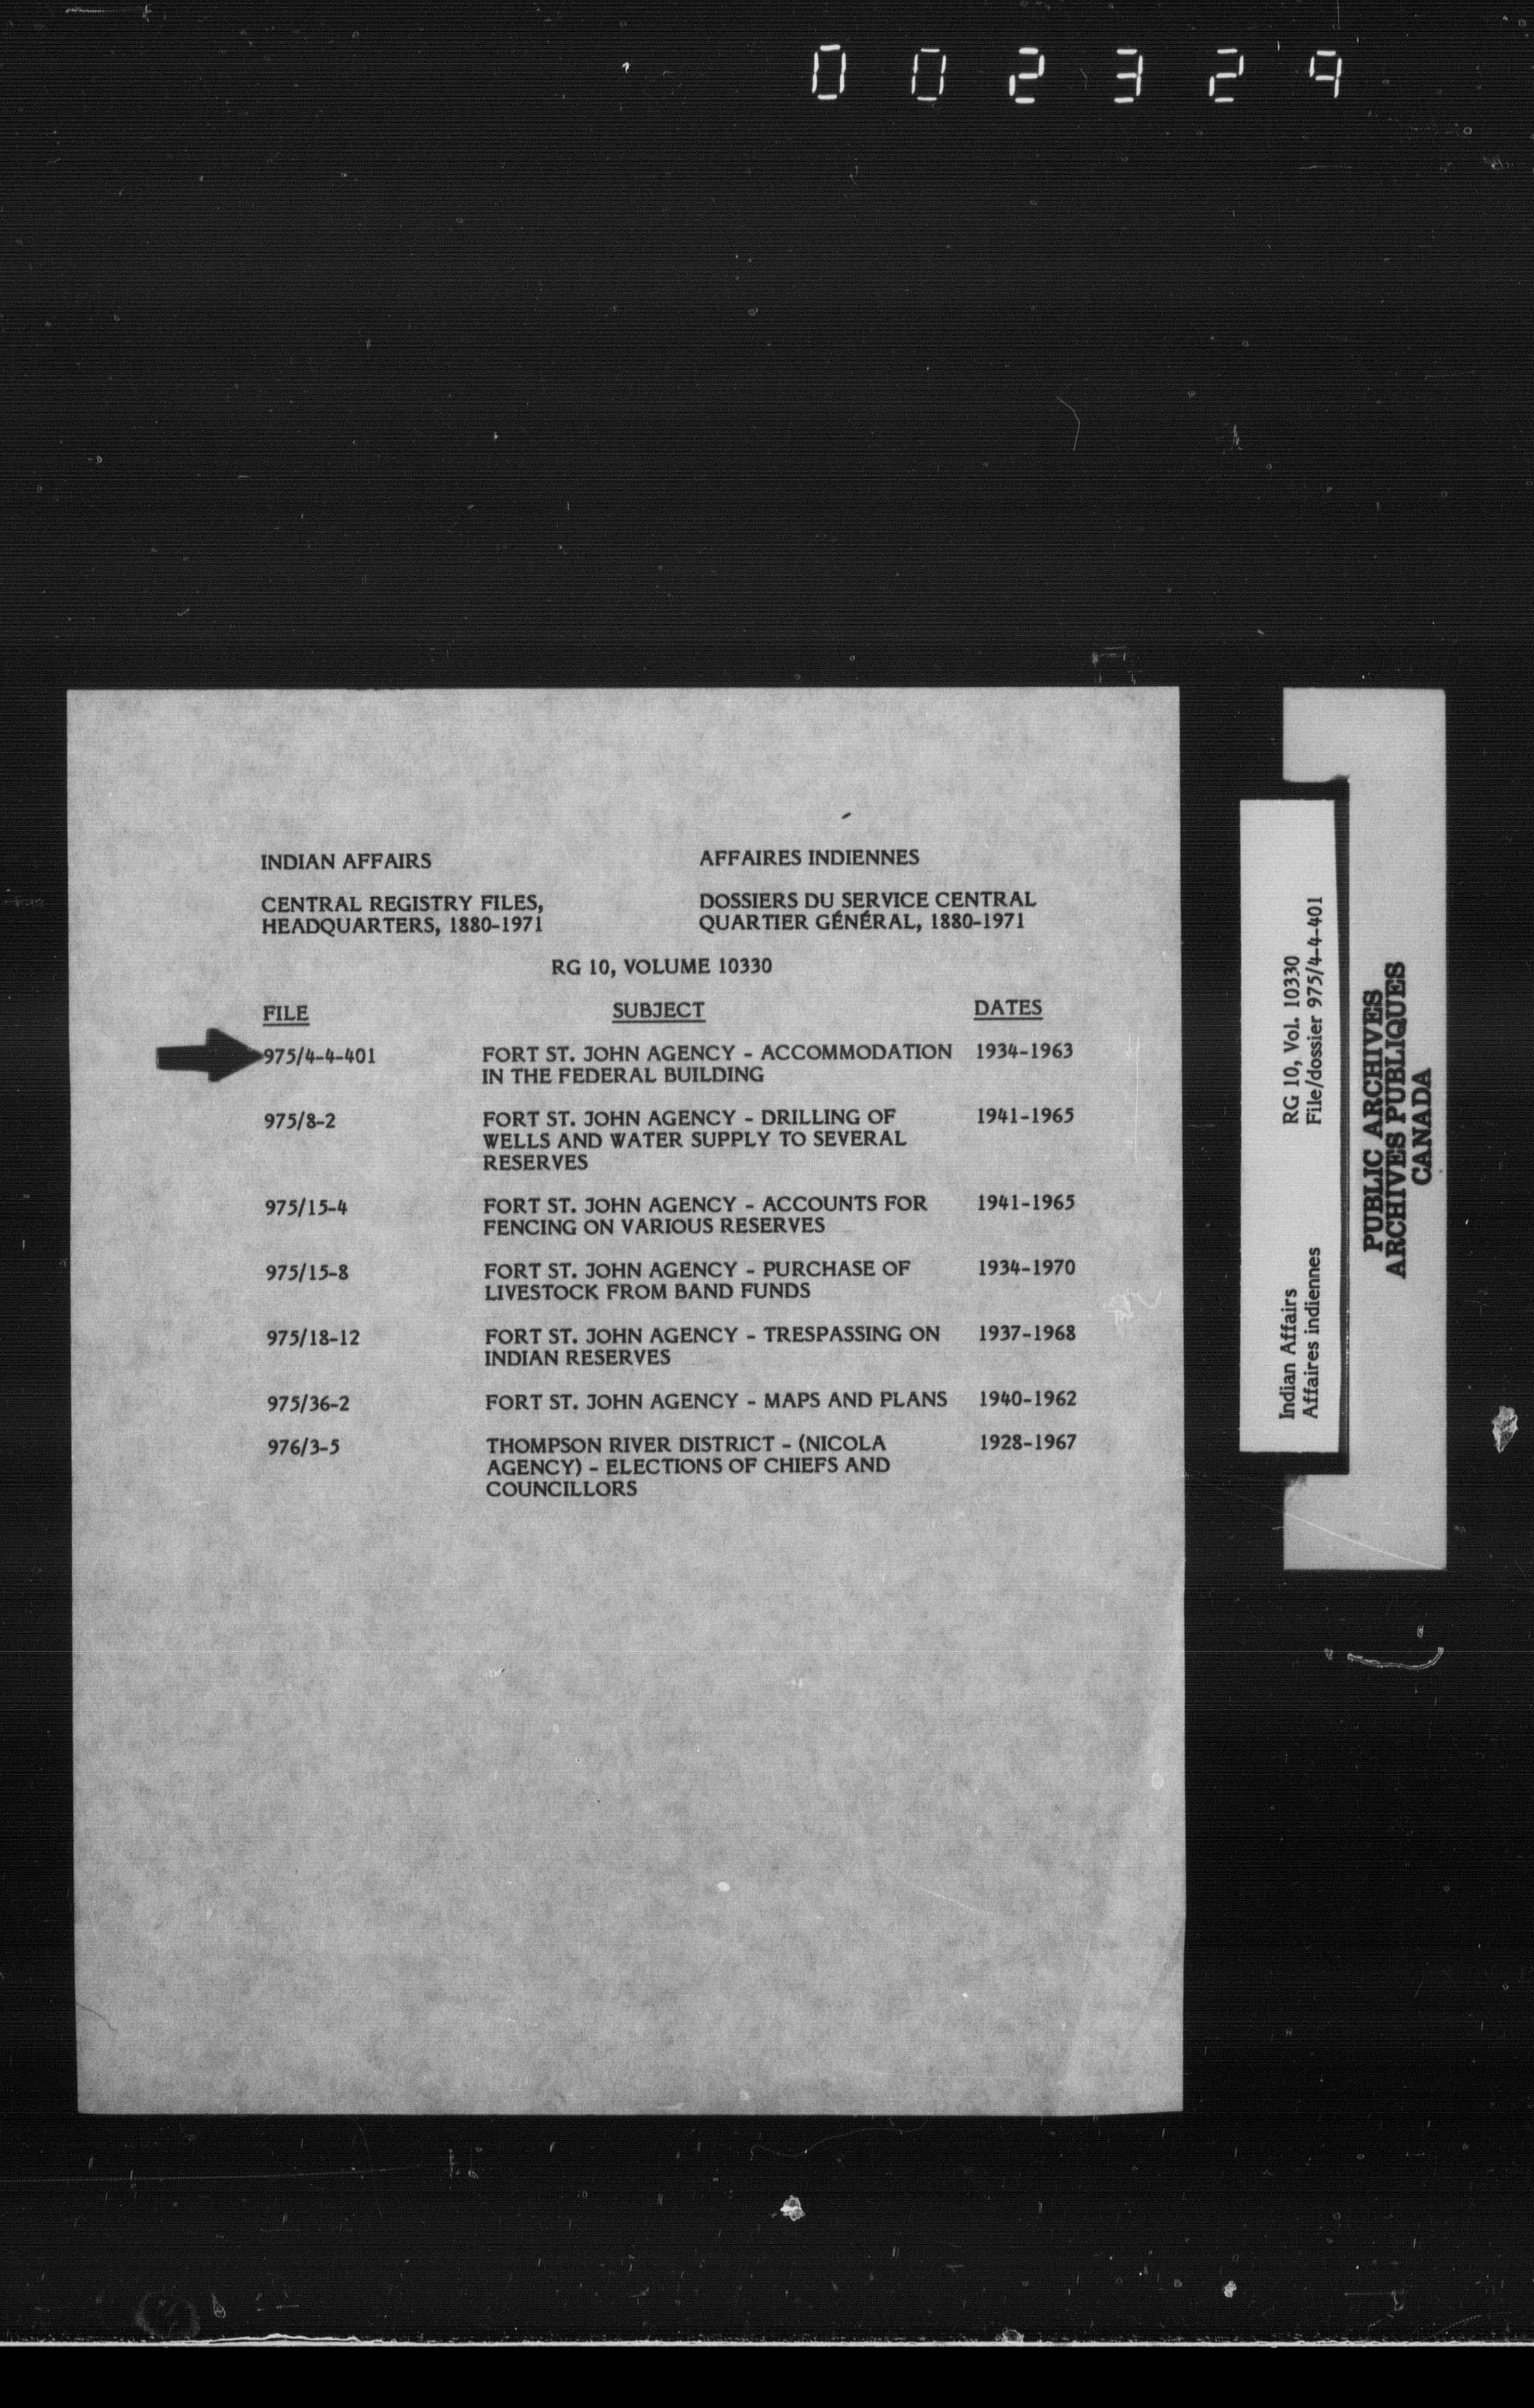 002329
INDIAN AFFAIRS
AFFAIRES INDIENNES
CENTRAL REGISTRY FILES,
HEADQUARTERS, 1880-1971
DOSSIERS DU SERVICE CENTRAL
QUARTIER GÉNÉRAL, 1880-1971
RG 10, VOLUME 10330
FILE SUBJECT DATES
975/4-4-401 FORT ST. JOHN AGENCY - ACCOMMODATION 1934-1963
IN THE FEDERAL BUILDING
975/8-2 FORT ST. JOHN AGENCY - DRILLING OF 1941-1965
WELLS AND WATER SUPPLY TO SEVERAL
RESERVES
975/15-4 FORT ST. JOHN AGENCY - ACCOUNTS FOR 1941-1965
FENCING ON VARIOUS RESERVES
975/15-8 FORT ST. JOHN AGENCY - PURCHASE OF 1934-1970
LIVESTOCK FROM BAND FUNDS
975/18-12 FORT ST. JOHN AGENCY - TRESPASSING ON 1937-1968
INDIAN RESERVES
975/36-2 FORT ST. JOHN AGENCY - MAPS AND PLANS 1940-1962
976/3-5 THOMPSON RIVER DISTRICT - (NICOLA 1928-1967
AGENCY) - ELECTIONS OF CHIEFS AND
COUNCILLORS
Indian Affairs RG 10, Vol. 10330
Affaires indiennes File/dossier 975/4-4-401
PUBLIC ARCHIVES
ARCHIVES PUBLIQUES
CANADA